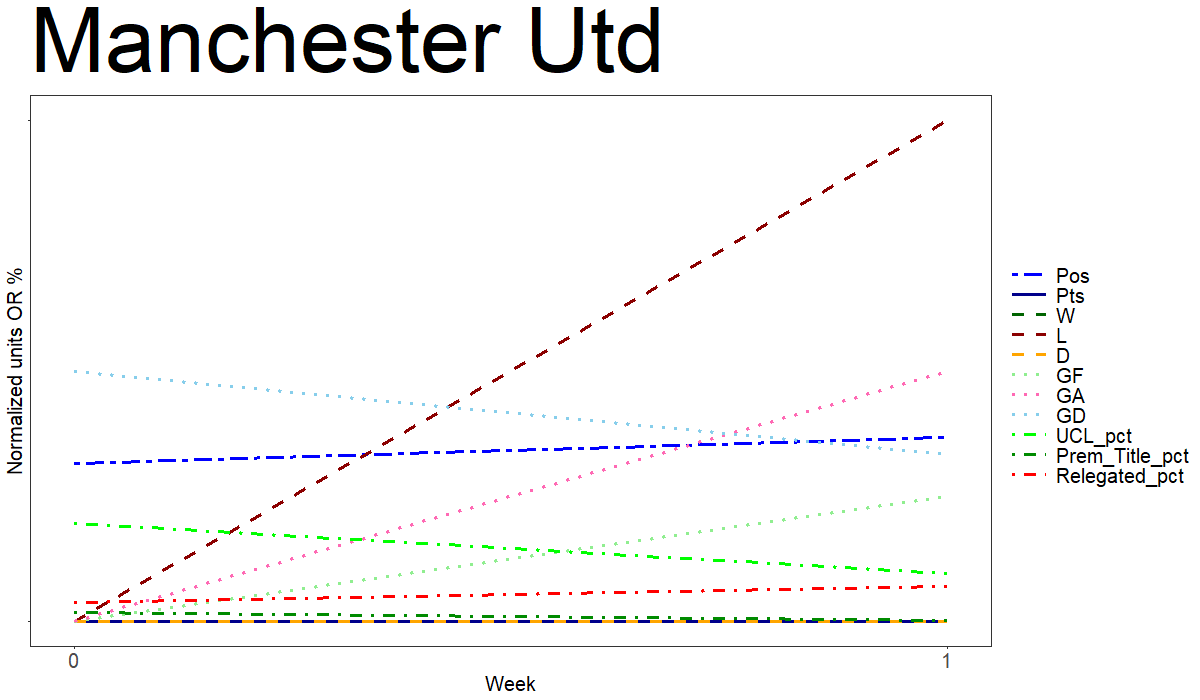 Manchester Utd
Normalized units OR %
0
1
Week
Pos
Pts
W
L
D
GF
GA
GD
UCL_pct
Prem_Title_pct
Relegated_pct